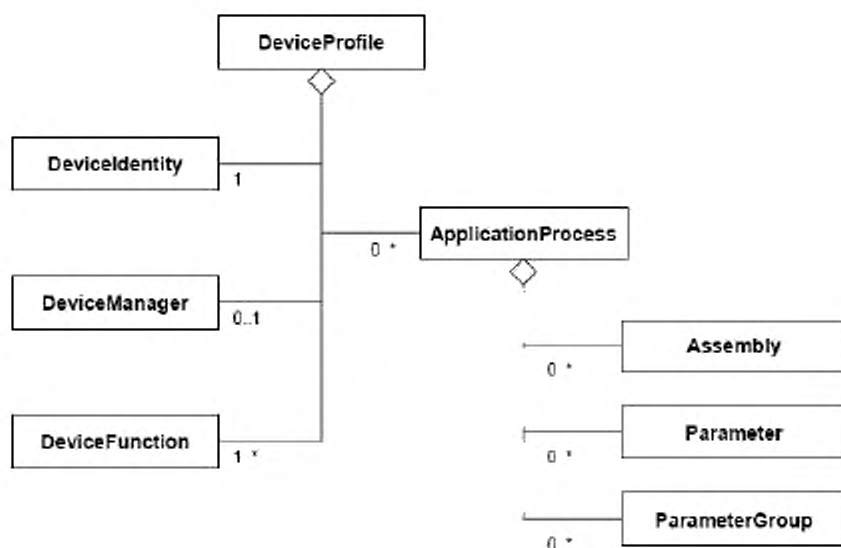 DeviceProfile
DeviceIdentity
1
ApplicationProcess
0 *
DeviceManager
0..1
Assembly
0 *
DeviceFunction
1 *
Parameter
0 *
ParameterGroup
0 *